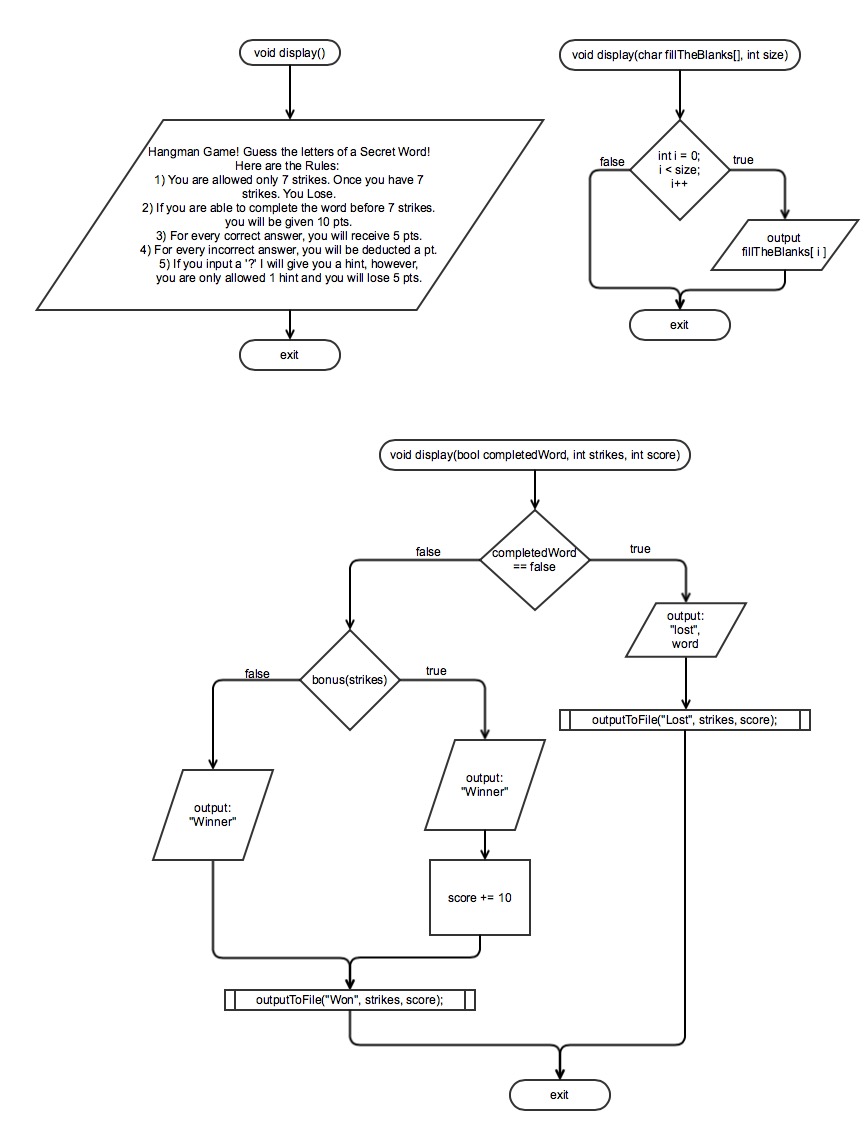 void display()
Hangman Game! Guess the letters of a Secret Word!
Here are the Rules:
1) You are allowed only 7 strikes. Once you have 7
strikes. You Lose.
2) If you are able to complete the word before 7 strikes.
you will be given 10 pts.
3) For every correct answer, you will receive 5 pts.
4) For every incorrect answer, you will be deducted a pt.
5) If you input a '?' I will give you a hint, however,
you are only allowed 1 hint and you will lose 5 pts.
exit
void display(char fillTheBlanks[], int size)
int i = 0;
i < size;
i++
false
true
output
fillTheBlanks[ i ]
exit
void display(bool completedWord, int strikes, int score)
completedWord
== false
false
true
output:
"lost",
word
outputToFile("Lost", strikes, score);
bonus(strikes)
false
true
output:
"Winner"
output:
"Winner"
score += 10
outputToFile("Won", strikes, score);
exit